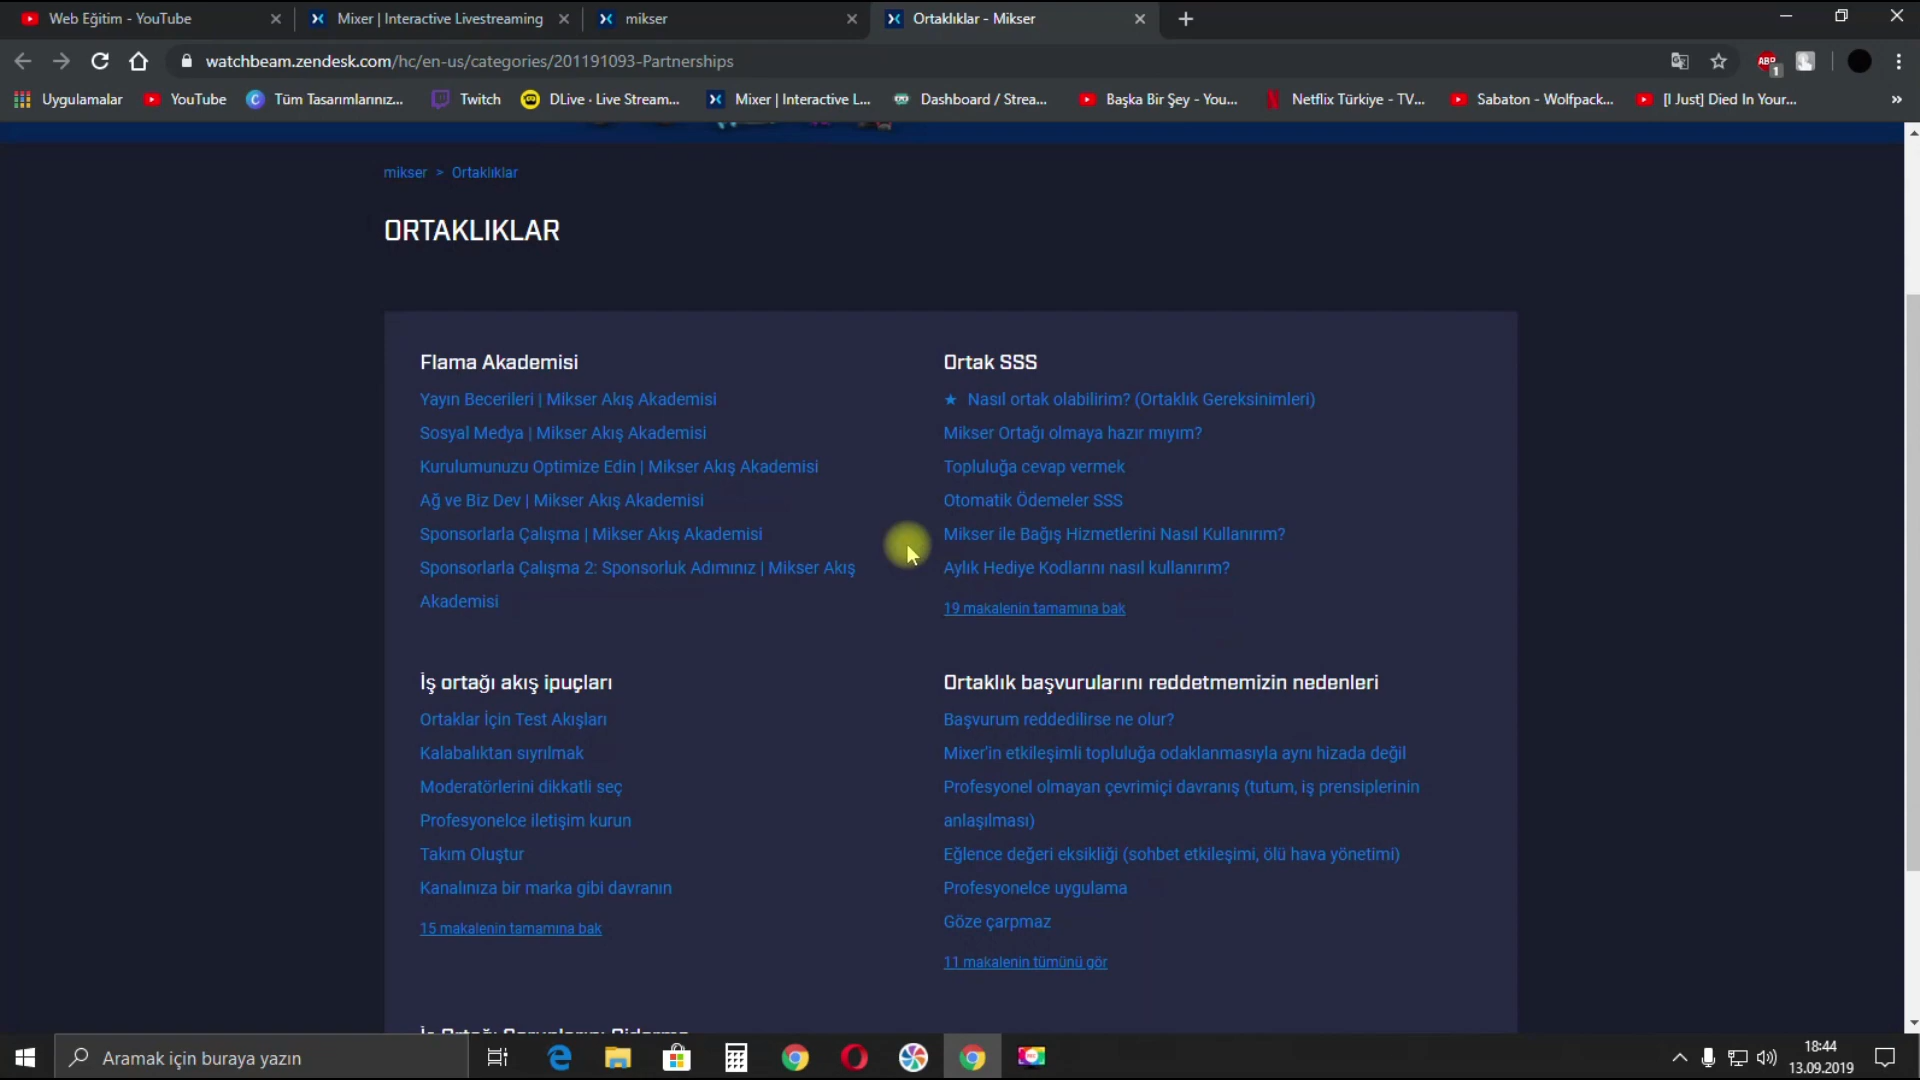 Web Eğitim - YouTube
Mixer | Interactive Livestreaming
mikser
Ortaklıklar - Mikser
watchbeam.zendesk.com/hc/en-us/categories/201191093-Partnerships
ABP
1
Uygulamalar
YouTube
Tüm Tasarımlarınız...
Twitch
DLive · Live Stream...
Mixer | Interactive L...
Dashboard / Strea...
Başka Bir Şey - You...
Netflix Türkiye - TV...
Sabaton - Wolfpack...
[I Just] Died In Your...
»
mikser > Ortaklıklar
ORTAKLIKLAR
Flama Akademisi
Yayın Becerileri | Mikser Akış Akademisi
Sosyal Medya | Mikser Akış Akademisi
Kurulumunuzu Optimize Edin | Mikser Akış Akademisi
Ağ ve Biz Dev | Mikser Akış Akademisi
Sponsorlarla Çalışma | Mikser Akış Akademisi
Sponsorlarla Çalışma 2: Sponsorluk Adımınız | Mikser Akış
Akademisi
Ortak SSS
★ Nasıl ortak olabilirim? (Ortaklık Gereksinimleri)
Mikser Ortağı olmaya hazır mıyım?
Topluluğa cevap vermek
Otomatik Ödemeler SSS
Mikser ile Bağış Hizmetlerini Nasıl Kullanırım?
Aylık Hediye Kodlarını nasıl kullanırım?
19 makalenin tamamına bak
İş ortağı akış ipuçları
Ortaklar İçin Test Akışları
Kalabalıktan sıyrılmak
Moderatörlerini dikkatli seç
Profesyonelce iletişim kurun
Takım Oluştur
Kanalınıza bir marka gibi davranın
15 makalenin tamamına bak
Ortaklık başvurularını reddetmemizin nedenleri
Başvurum reddedilirse ne olur?
Mixer'in etkileşimli topluluğa odaklanmasıyla aynı hizada değil
Profesyonel olmayan çevrimiçi davranış (tutum, iş prensiplerinin
anlaşılması)
Eğlence değeri eksikliği (sohbet etkileşimi, ölü hava yönetimi)
Profesyonelce uygulama
Göze çarpmaz
11 makalenin tümünü gör
İş Ortağı Sorunlarını Giderme
Aramak için buraya yazın
18:44
13.09.2019